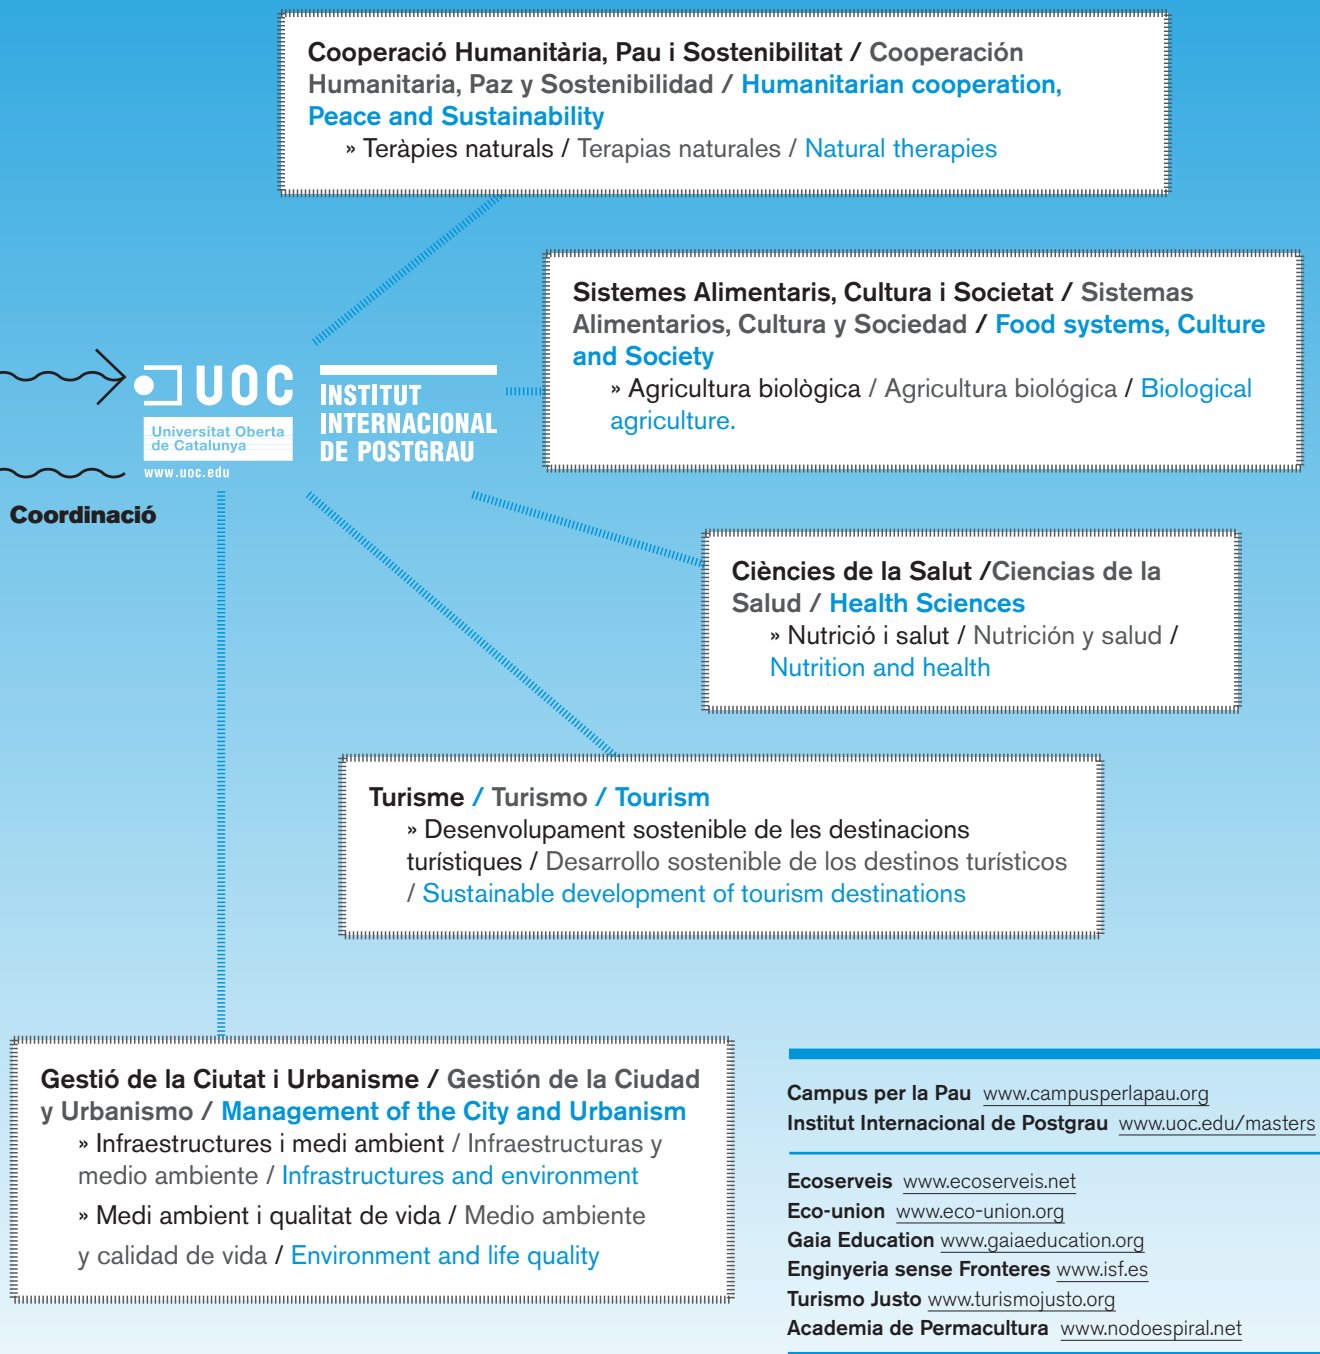 Cooperació Humanitària, Pau i Sostenibilitat / Cooperación
Humanitaria, Paz y Sostenibilidad / Humanitarian cooperation,
Peace and Sustainability
» Teràpies naturals / Terapias naturales / Natural therapies
Sistemes Alimentaris, Cultura i Societat / Sistemas
Alimentarios, Cultura y Sociedad / Food systems, Culture
and Society
» Agricultura biològica / Agricultura biológica / Biological
agriculture.
UOC
Universitat Oberta
de Catalunya
www.uoc.edu
INSTITUT
INTERNACIONAL
DE POSTGRAU
Coordinació
Ciències de la Salut /Ciencias de la
Salud / Health Sciences
» Nutrició i salut / Nutrición y salud /
Nutrition and health
Turisme / Turismo / Tourism
» Desenvolupament sostenible de les destinacions
turístiques / Desarrollo sostenible de los destinos turísticos
/ Sustainable development of tourism destinations
Gestió de la Ciutat i Urbanisme / Gestión de la Ciudad
y Urbanismo / Management of the City and Urbanism
» Infraestructures i medi ambient / Infraestructuras y
medio ambiente / Infrastructures and environment
» Medi ambient i qualitat de vida / Medio ambiente
y calidad de vida / Environment and life quality
Campus per la Pau www.campusperlapau.org
Institut Internacional de Postgrau www.uoc.edu/masters
Ecoserveis www.ecoserveis.net
Eco-union www.eco-union.org
Gaia Education www.gaiaeducation.org
Enginyeria sense Fronteres www.isf.es
Turismo Justo www.turismojusto.org
Academia de Permacultura www.nodoespiral.net